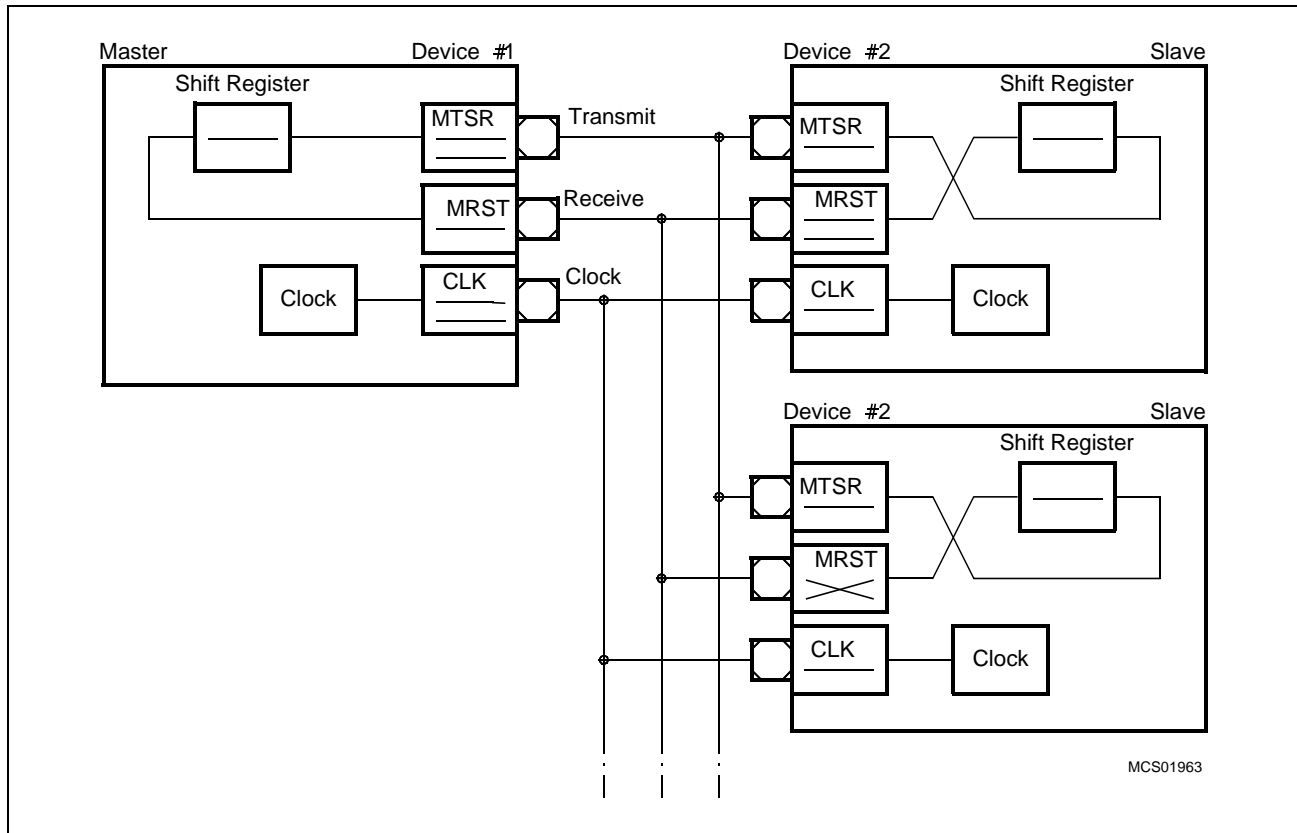 Master Device #1
Shift Register
MTSR
Transmit
MRST
Receive
CLK
Clock
Clock
Device #2 Slave
Shift Register
MTSR
MRST
CLK
Clock
Device #2 Slave
Shift Register
MTSR
MRST
CLK
Clock
MCS01963